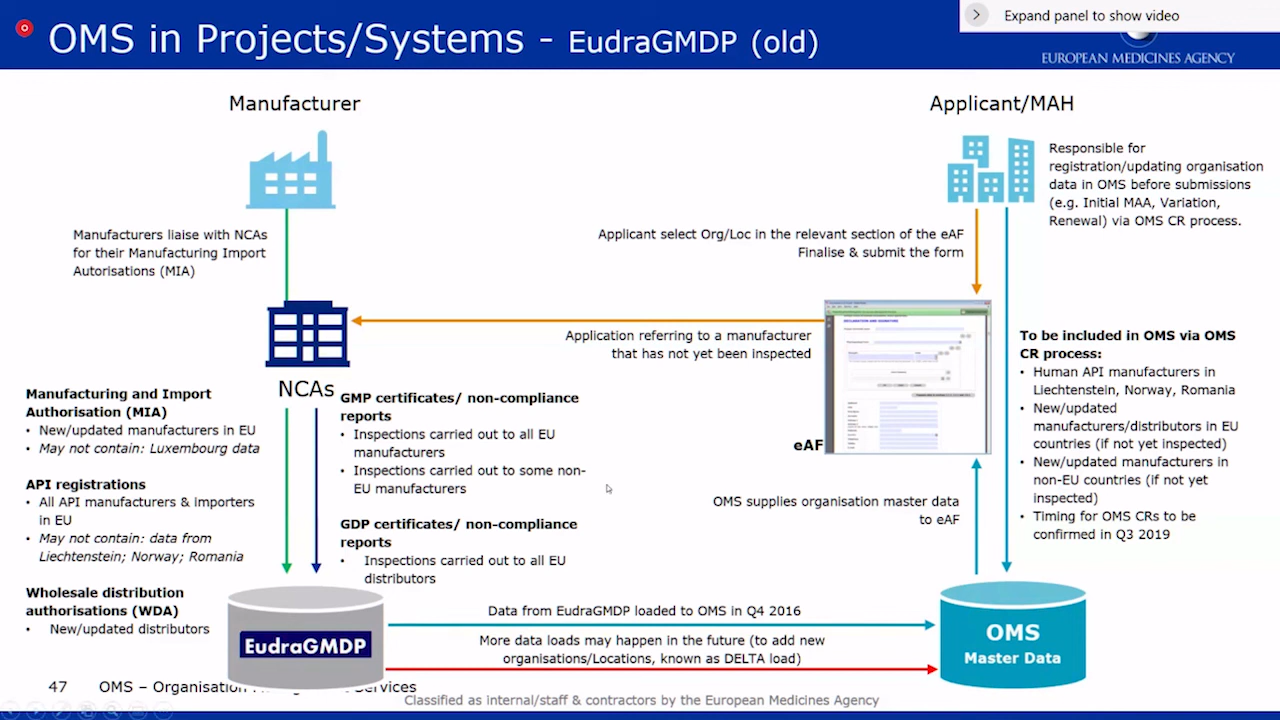 OMS in Projects/Systems - EudraGMDP (old)
Expand panel to show video
EUROPEAN MEDICINES AGENCY
Manufacturer
Applicant/MAH
Responsible for
registration/updating organisation
data in OMS before submissions
(e.g. Initial MAA, Variation,
Renewal) via OMS CR process.
Manufacturers liaise with NCAs
for their Manufacturing Import
Autorisations (MIA)
Applicant select Org/Loc in the relevant section of the eAF
Finalise & submit the form
Application referring to a manufacturer
that has not yet been inspected
NCAs
eAF
Manufacturing and Import
Authorisation (MIA)
• New/updated manufacturers in EU
• May not contain: Luxembourg data
API registrations
• All API manufacturers & importers
in EU
• May not contain: data from
Liechtenstein; Norway; Romania
Wholesale distribution
authorisations (WDA)
• New/updated distributors
GMP certificates/ non-compliance
reports
• Inspections carried out to all EU
manufacturers
• Inspections carried out to some non-
EU manufacturers
GDP certificates/ non-compliance
reports
• Inspections carried out to all EU
distributors
OMS supplies organisation master data
to eAF
To be included in OMS via OMS
CR process:
• Human API manufacturers in
Liechtenstein, Norway, Romania
• New/updated
manufacturers/distributors in EU
countries (if not yet inspected)
• New/updated manufacturers in
non-EU countries (if not yet
inspected)
• Timing for OMS CRs to be
confirmed in Q3 2019
EudraGMDP
Data from EudraGMDP loaded to OMS in Q4 2016
More data loads may happen in the future (to add new
organisations/Locations, known as DELTA load)
OMS
Master Data
47 OMS – Organisation
Services
Classified as internal/staff & contractors by the European Medicines Agency